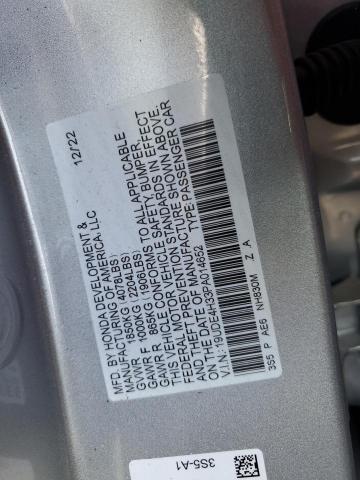 MFD. BY HONDA DEVELOPMENT & 12/22
MANUFACTURING OF AMERICA, LLC
GVWR 1850KG (4078LBS)
GAWR F 1000KG (2204LBS)
GAWR R 865KG (1906LBS)
THIS VEHICLE CONFORMS TO ALL APPLICABLE
FEDERAL MOTOR VEHICLE SAFETY, BUMPER,
AND THEFT PREVENTION STANDARDS IN EFFECT
ON THE DATE OF MANUFACTURE SHOWN ABOVE.
V.I.N.: 19UDE4H33PA014652 TYPE: PASSENGER CAR
3S5 P AE6 NH830M Z A
3S5-A1